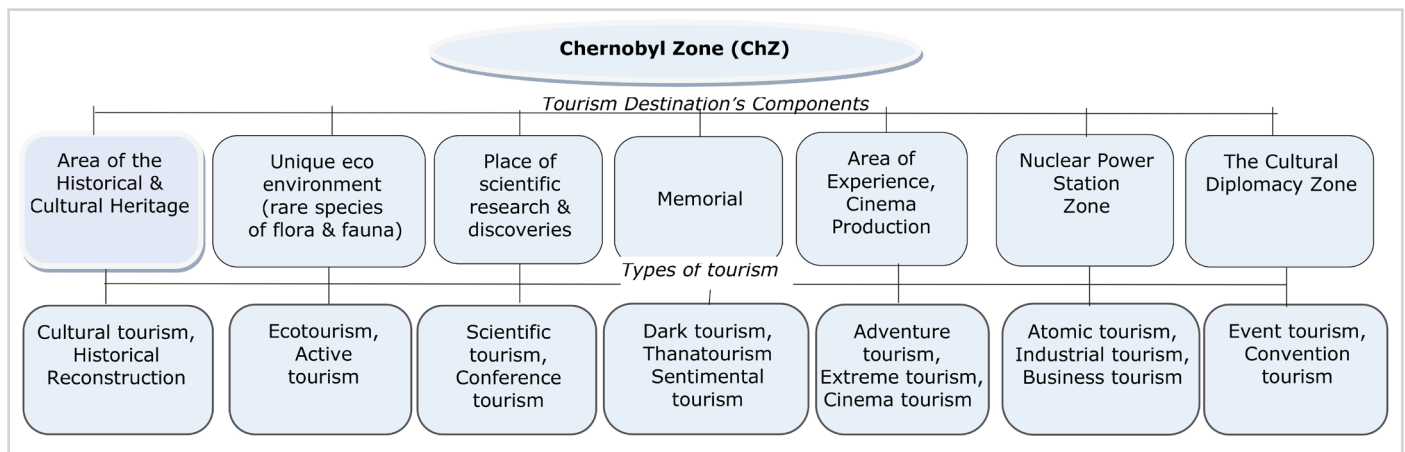 Chernobyl Zone (ChZ)
Tourism Destination's Components
Area of the
Historical &
Cultural Heritage
Unique eco
environment
(rare species
of flora & fauna)
Place of
scientific
research &
discoveries
Memorial
Area of
Experience,
Cinema
Production
Nuclear Power
Station
Zone
The Cultural
Diplomacy Zone
Types of tourism
Cultural tourism,
Historical
Reconstruction
Ecotourism,
Active
tourism
Scientific
tourism,
Conference
tourism
Dark tourism,
Thanatourism
Sentimental
tourism
Adventure
tourism,
Extreme tourism,
Cinema tourism
Atomic tourism,
Industrial tourism,
Business tourism
Event tourism,
Convention
tourism